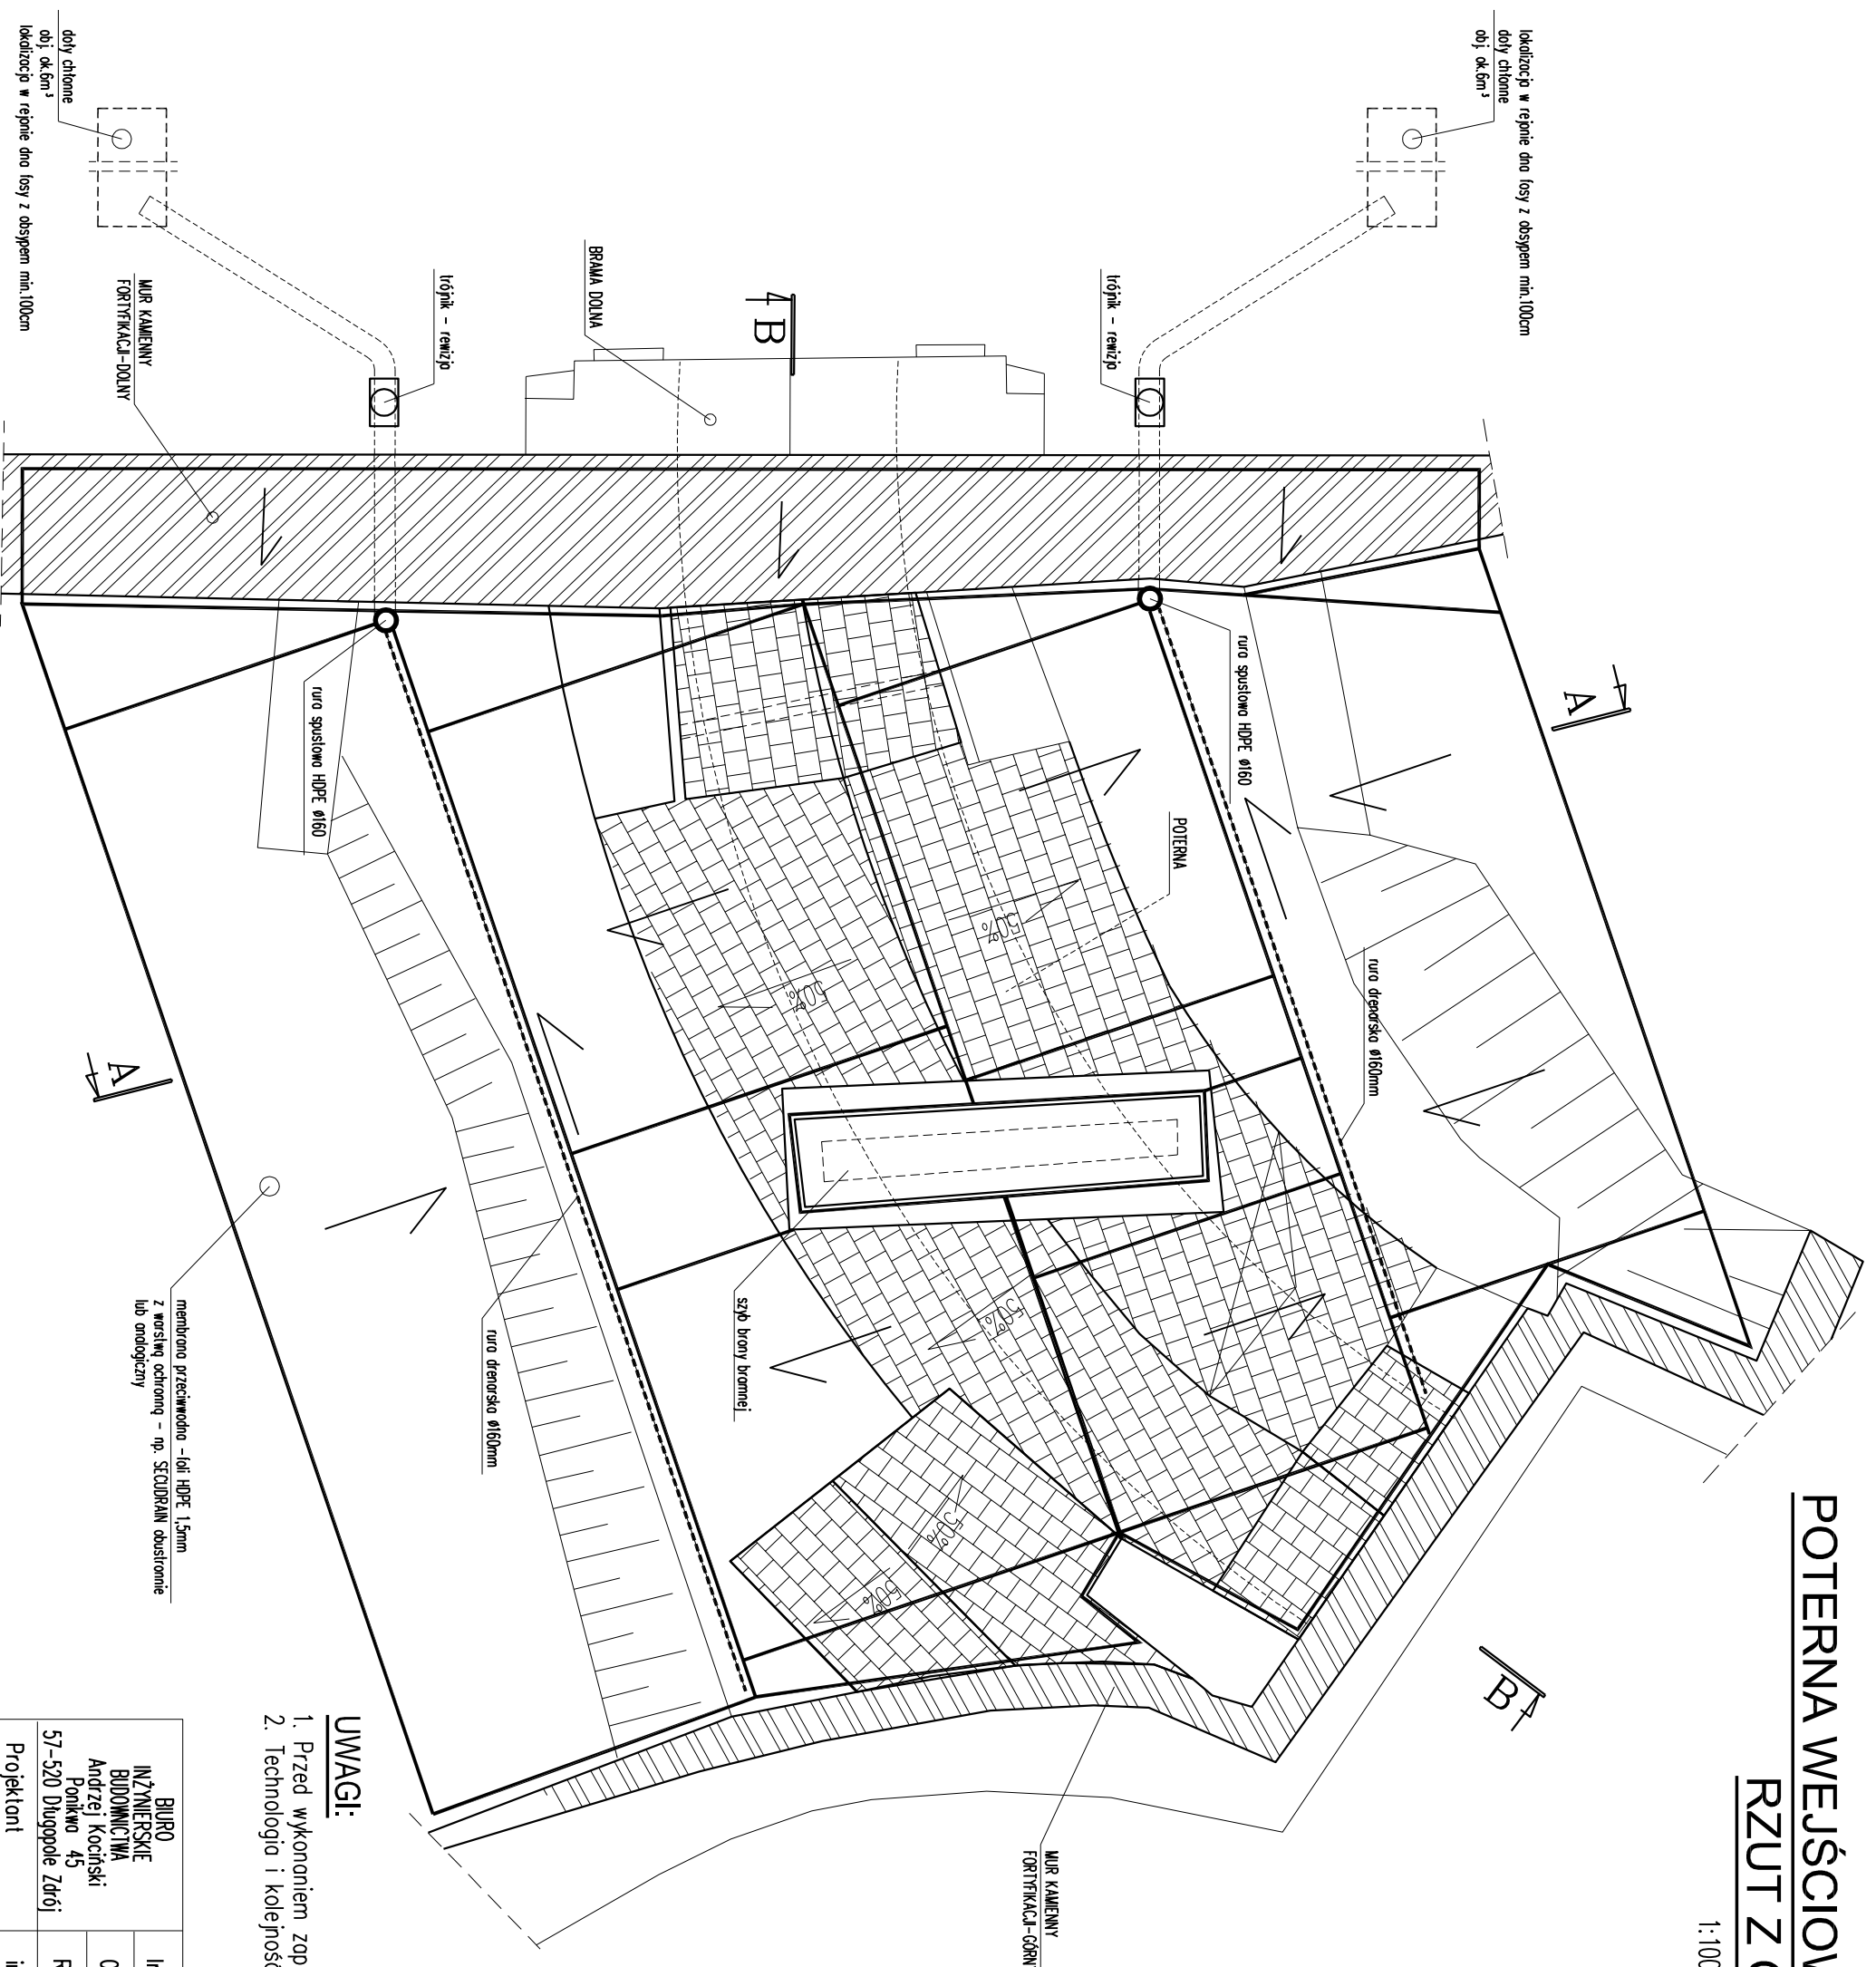 POTERNA WEJŚCIOW
RZUT Z
1:100
lokalizacja w rejonie dna fosy z obsypem min.100cm
doły chłonne
obj. ok.6m³
trójnik - rewizja
BRAMA DOLNA
B
trójnik - rewizja
doły chłonne
obj. ok.6m³
lokalizacja w rejonie dna fosy z obsypem min.100cm
MUR KAMIENNY
FORTYFIKACJI-DOLNY
A
rura spustowa HDPE ø160
POTERNA
rura drenarska ø160mm
50%
50%
rura spustowa HDPE ø160
A
szyb brony bramnej
50%
rura drenarska ø160mm
50%
50%
membrana przeciwwodna -foli HDPE 1,5mm
z warstwą ochronną - np. SECUDRAIN obustronnie
lub analogiczny
B
MUR KAMIENNY
FORTYFIKACJI-GÓRN
UWAGI:
1. Przed wykonaniem zap
2. Technologia i kolejność
BIURO
INŻYNIERSKIE
BUDOWNICTWA
Andrzej Kociński
Ponikwa 45
57-520 Długopole Zdrój
Projektant